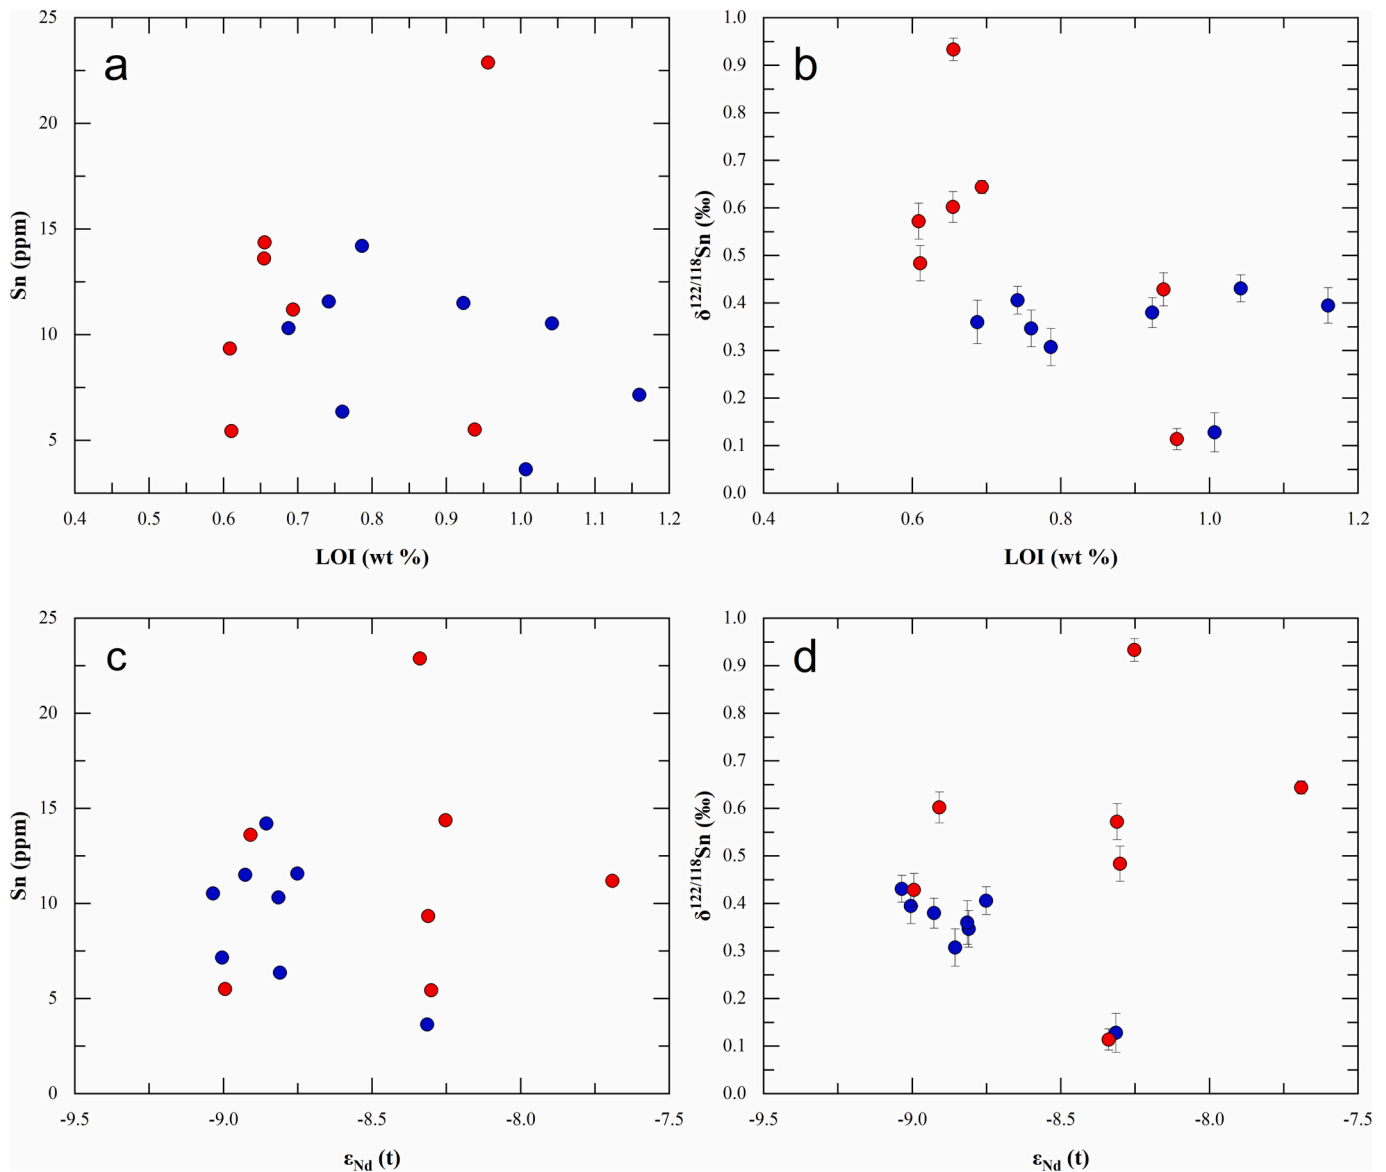 a
25
20
15
10
5
Sn (ppm)
0.4 0.5 0.6 0.7 0.8 0.9 1.0 1.1 1.2
LOI (wt %)
b
1.0
0.9
0.8
0.7
0.6
0.5
0.4
0.3
0.2
0.1
0.0
δ122/118Sn (‰)
0.4 0.6 0.8 1.0 1.2
LOI (wt %)
c
25
20
15
10
5
0
Sn (ppm)
-9.5 -9.0 -8.5 -8.0 -7.5
εNd (t)
d
1.0
0.9
0.8
0.7
0.6
0.5
0.4
0.3
0.2
0.1
0.0
δ122/118Sn (‰)
-9.5 -9.0 -8.5 -8.0 -7.5
εNd (t)